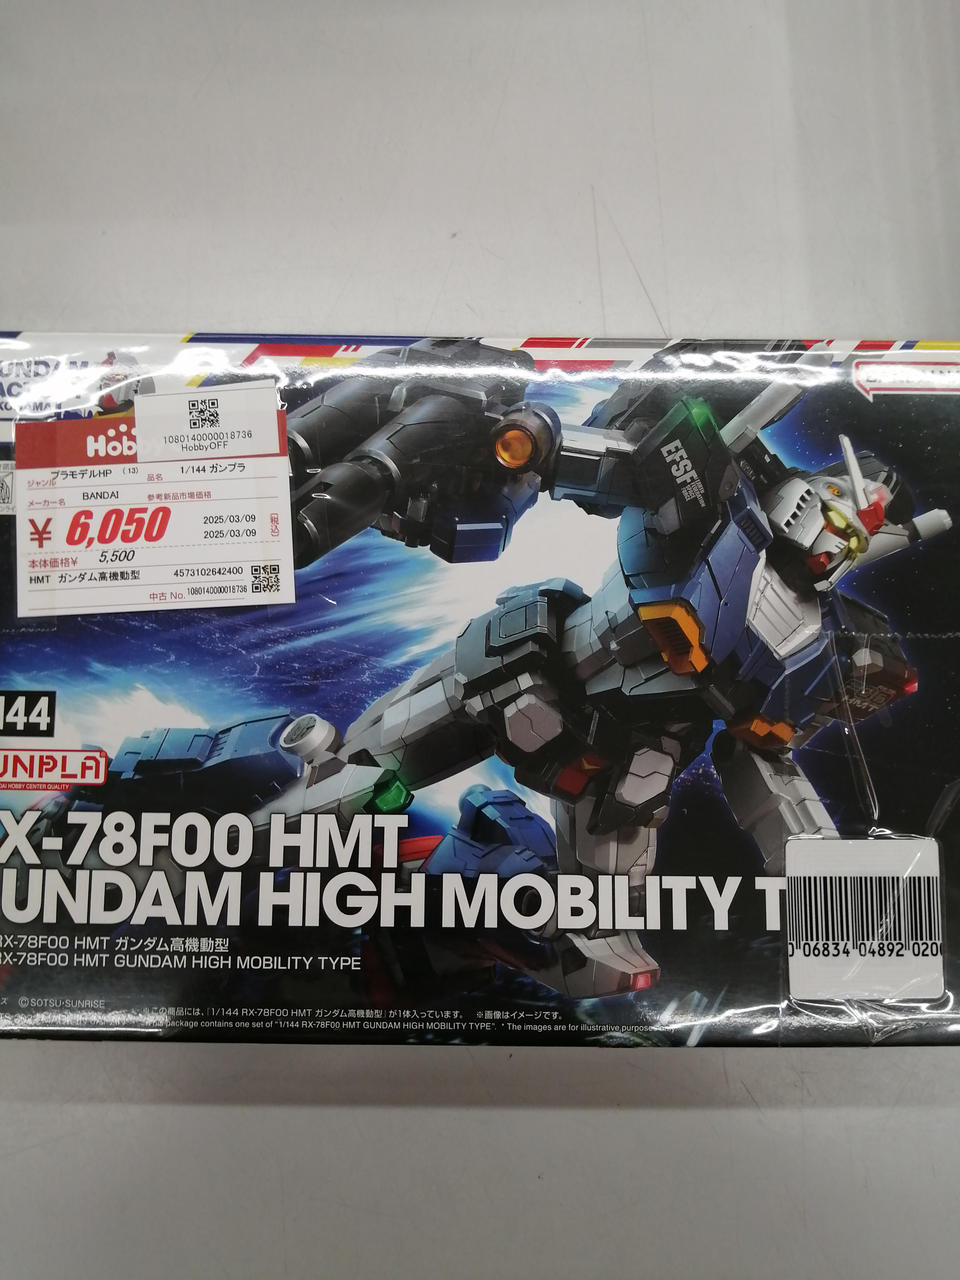 UNDAM
1080140000018736
HobbyOFF
Hob
プラモデルHP (13) 品名 1/144 ガンプラ
ジャンル
メーカー名 BANDAI 参考新品市場価格
¥ 6,050 2025/03/09
2025/03/09
(税込)
本体価格¥ 5,500
HMT ガンダム高機動型 4573102642400
中古 No. 1080140000018736
EFSF
144
UNPLA
DAI HOBBY CENTER QUALITY
X-78F00 HMT
UNDAM HIGH MOBILITY T
RX-78F00 HMT ガンダム高機動型
RX-78F00 HMT GUNDAM HIGH MOBILITY TYPE
0 06834 04892 020
ズ ©SOTSU・SUNRISE
※この商品には、「1/144 RX-78F00 HMT ガンダム高機動型」が1体入っています。 ※画像はイメージです。
package contains one set of "1/144 RX-78F00 HMT GUNDAM HIGH MOBILITY TYPE". * The images are for illustrative purposes only